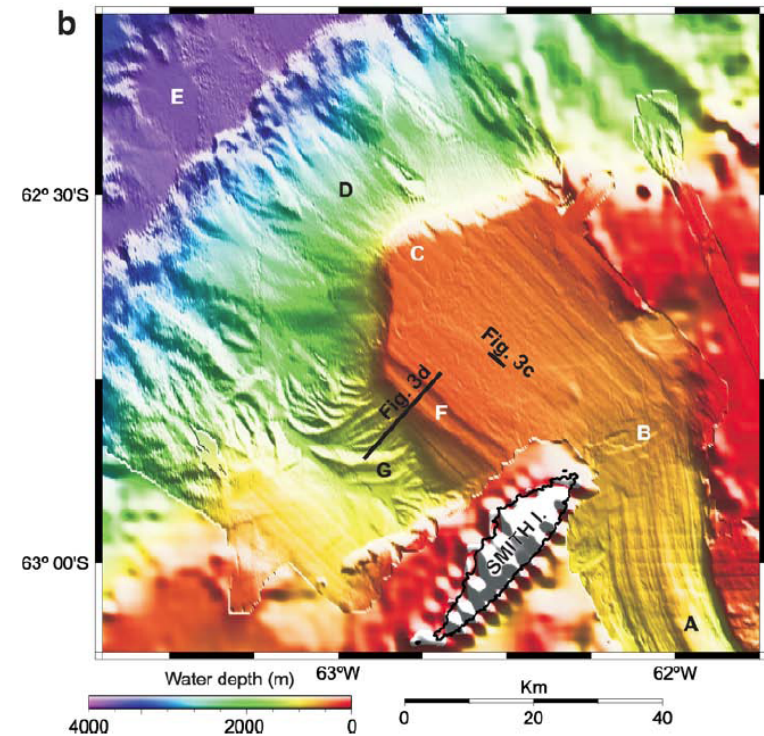 b
E
62° 30'S
D
C
Fig. 3c
Fig. 3d
F
B
G
SMITH I.
63° 00'S
A
63°W
62°W
Water depth (m)
4000
2000
0
Km
0
20
40